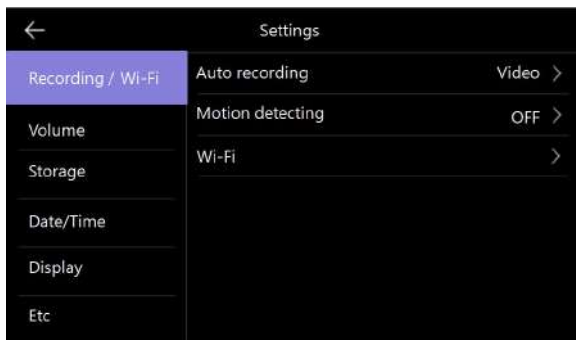 Settings
Recording / Wi-Fi
Volume
Storage
Date/Time
Display
Etc
Auto recording Video
Motion detecting OFF
Wi-Fi